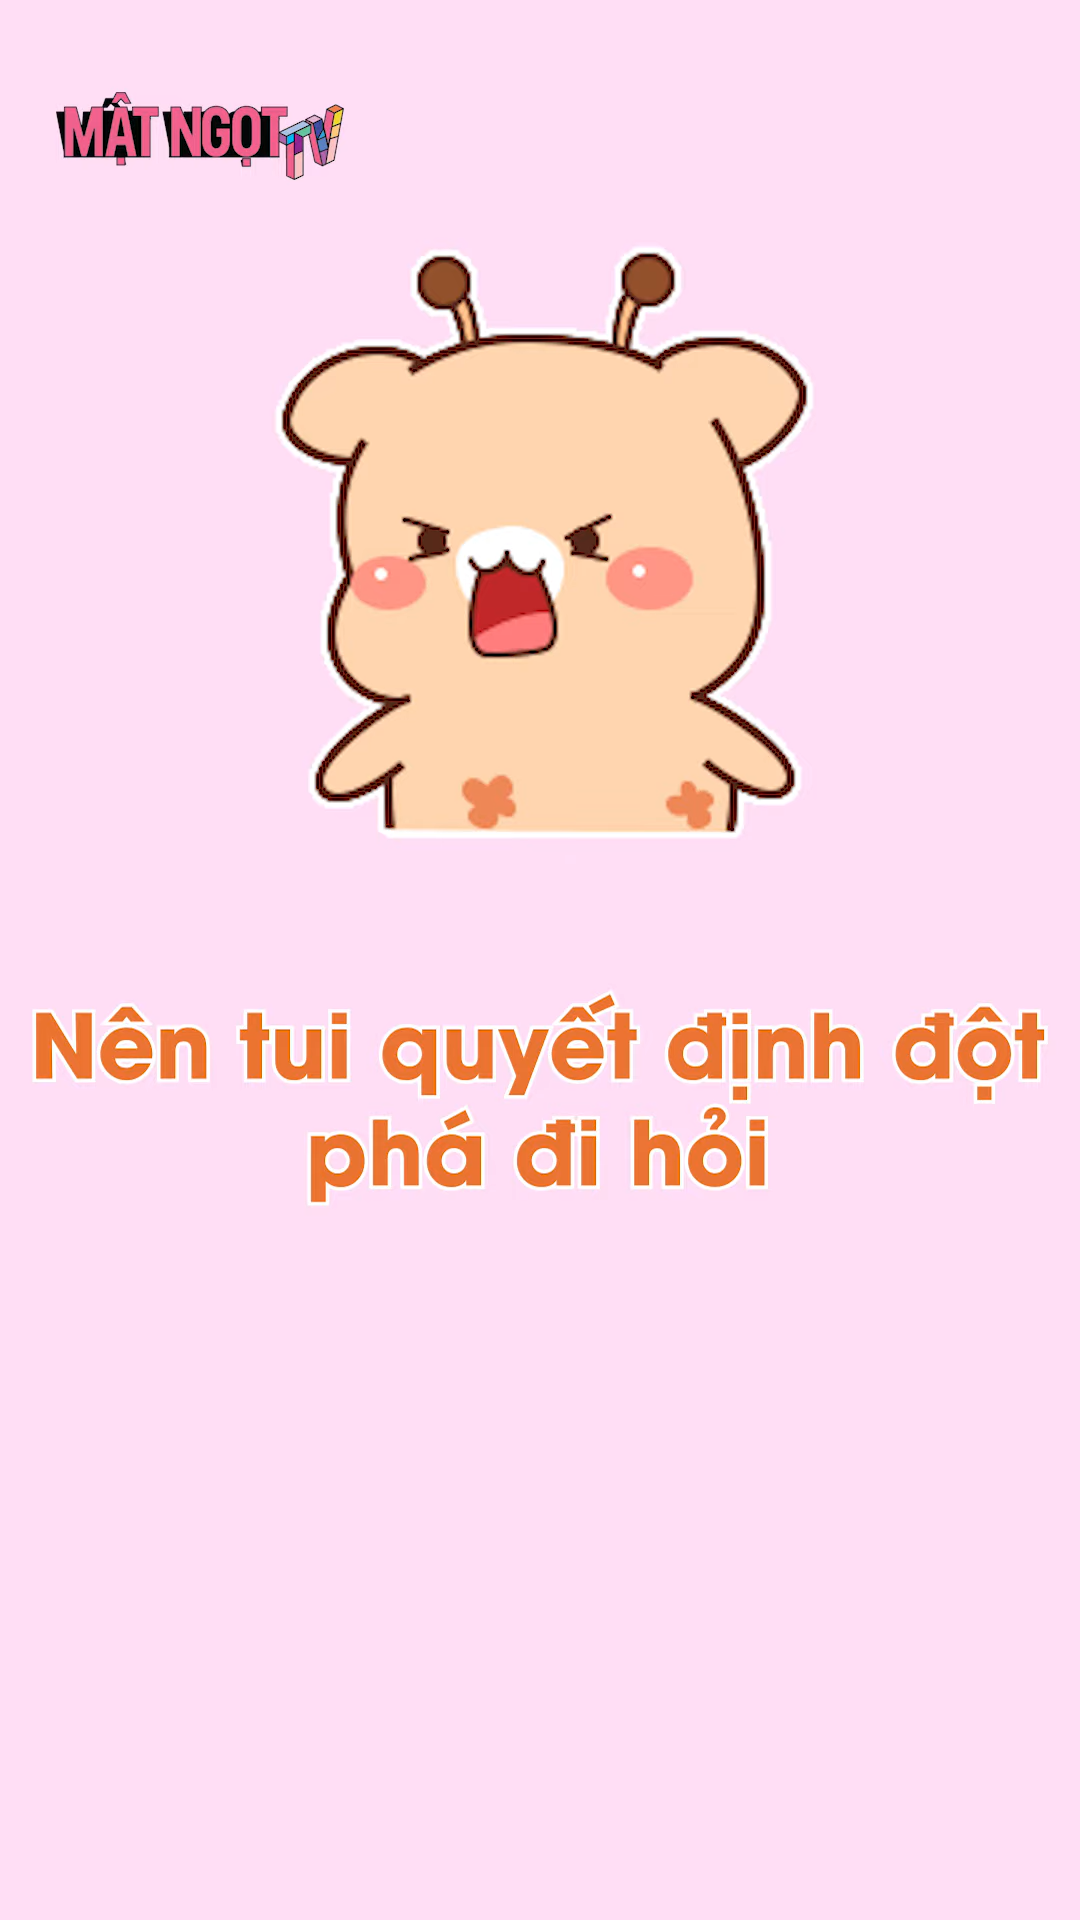 MẬT NGỌT TV
Nên tui quyết định đột
phá đi hỏi